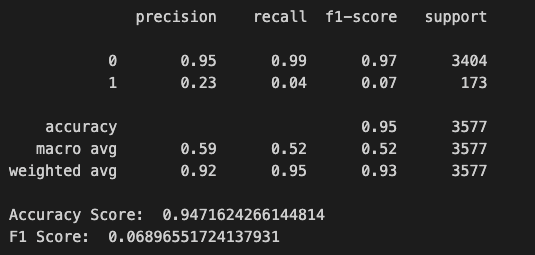 precision recall f1-score support
0 0.95 0.99 0.97 3404
1 0.23 0.04 0.07 173
accuracy 0.95 3577
macro avg 0.59 0.52 0.52 3577
weighted avg 0.92 0.95 0.93 3577
Accuracy Score: 0.9471624266144814
F1 Score: 0.06896551724137931